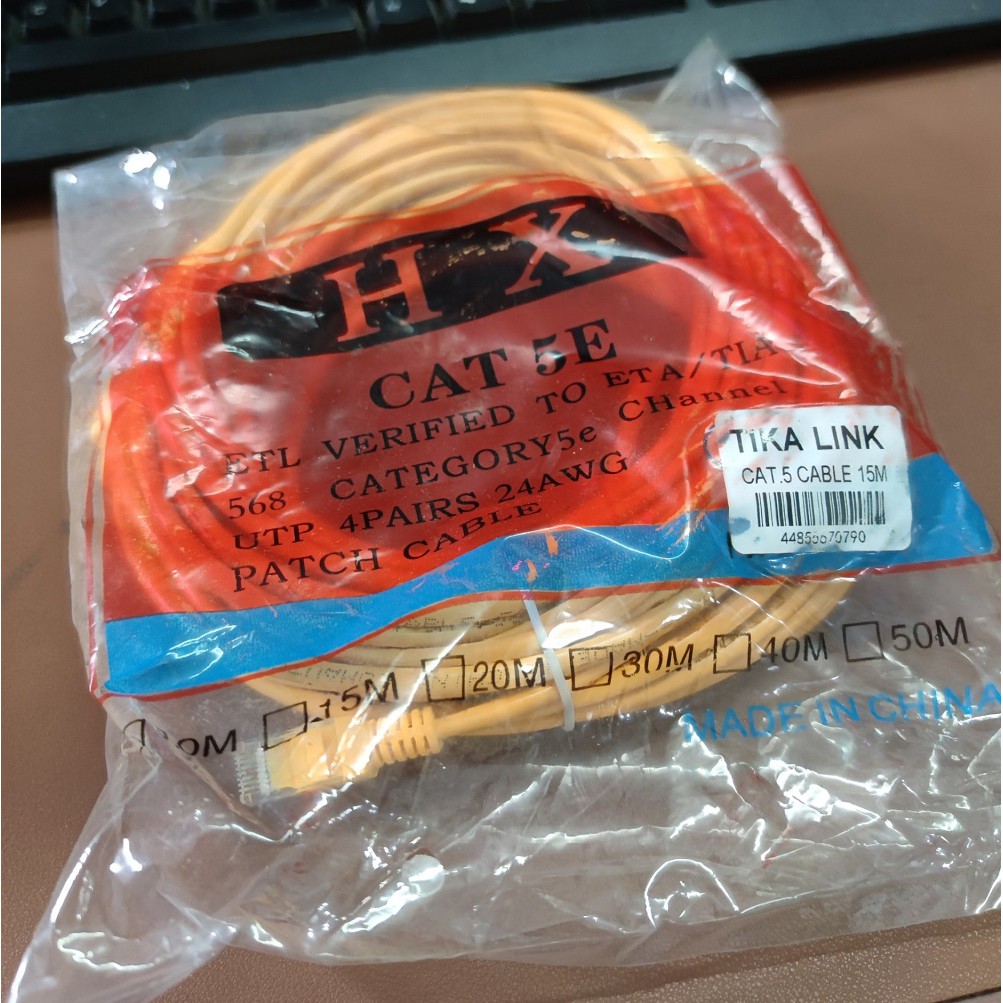 HX
CAT 5E
ETL VERIFIED TO ETA/TIA
568 CATEGORY5e CHannel
UTP 4PAIRS 24AWG
PATCH CABLE
TIKA LINK
CAT.5 CABLE 15M
15M 20M 30M 40M 50M
MADE IN CHINA